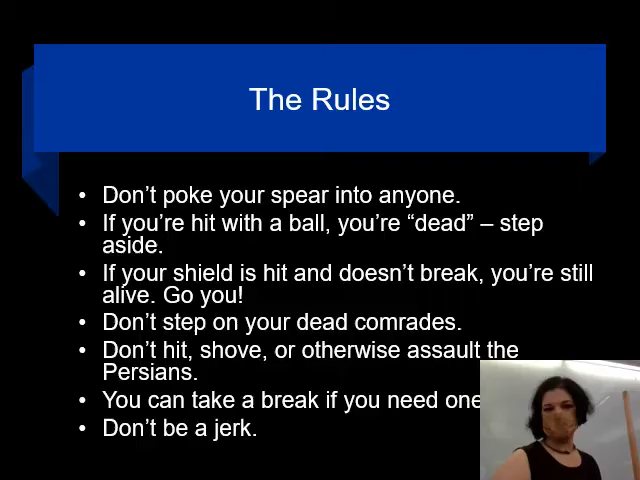 The Rules
• Don’t poke your spear into anyone.
• If you’re hit with a ball, you’re “dead” – step
aside.
• If your shield is hit and doesn’t break, you’re still
alive. Go you!
• Don’t step on your dead comrades.
• Don’t hit, shove, or otherwise assault the
Persians.
• You can take a break if you need one
• Don’t be a jerk.